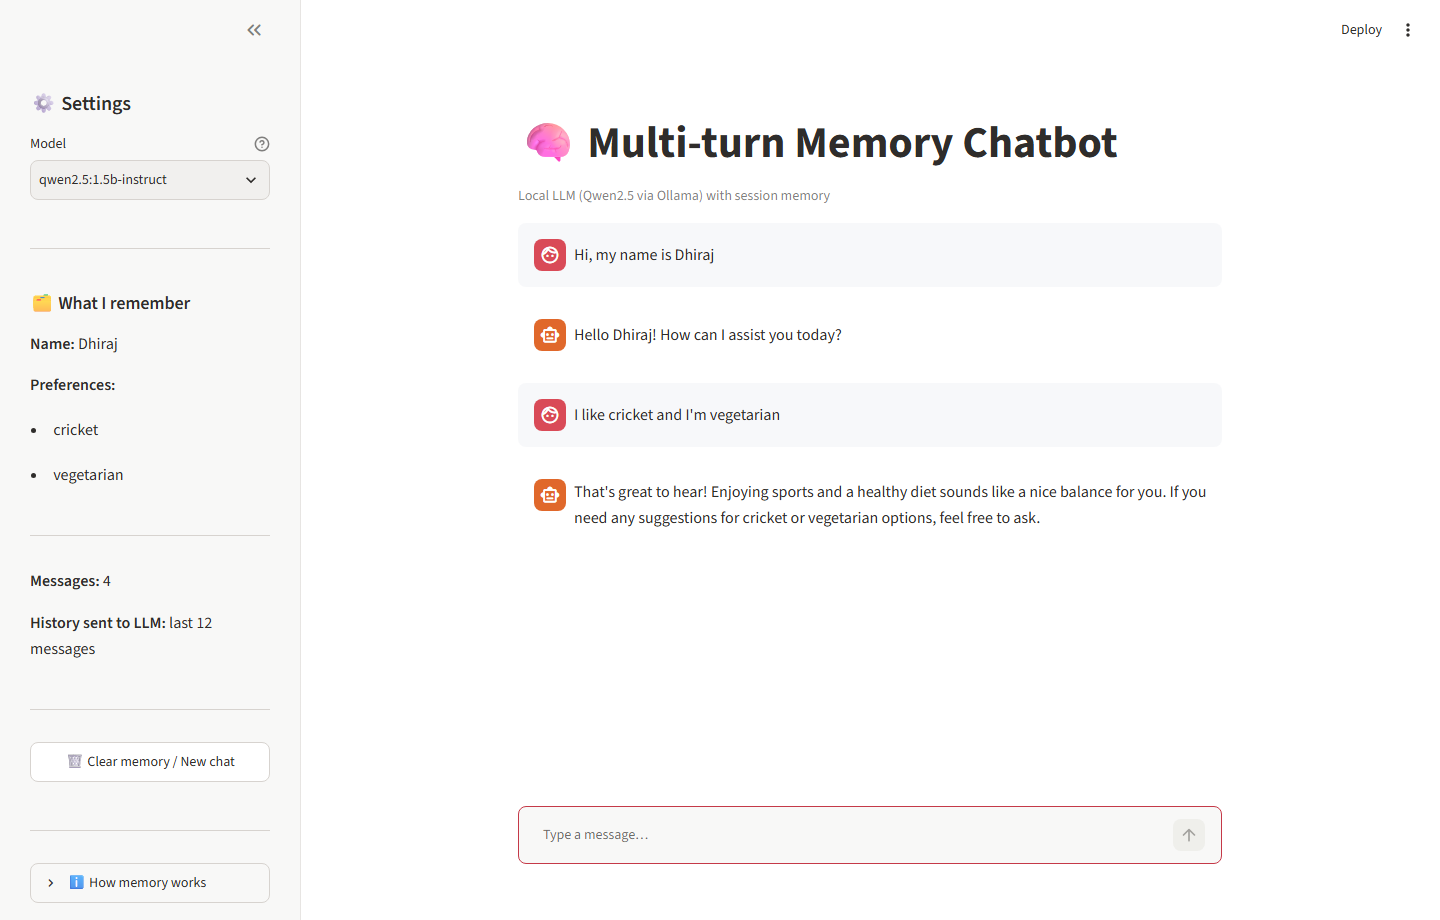 Deploy
Settings
Model
qwen2.5:1.5b-instruct
What I remember
Name: Dhiraj
Preferences:
• cricket
• vegetarian
Messages: 4
History sent to LLM: last 12
messages
Clear memory / New chat
How memory works
Multi-turn Memory Chatbot
Local LLM (Qwen2.5 via Ollama) with session memory
Hi, my name is Dhiraj
Hello Dhiraj! How can I assist you today?
I like cricket and I'm vegetarian
That's great to hear! Enjoying sports and a healthy diet sounds like a nice balance for you. If you
need any suggestions for cricket or vegetarian options, feel free to ask.
Type a message...